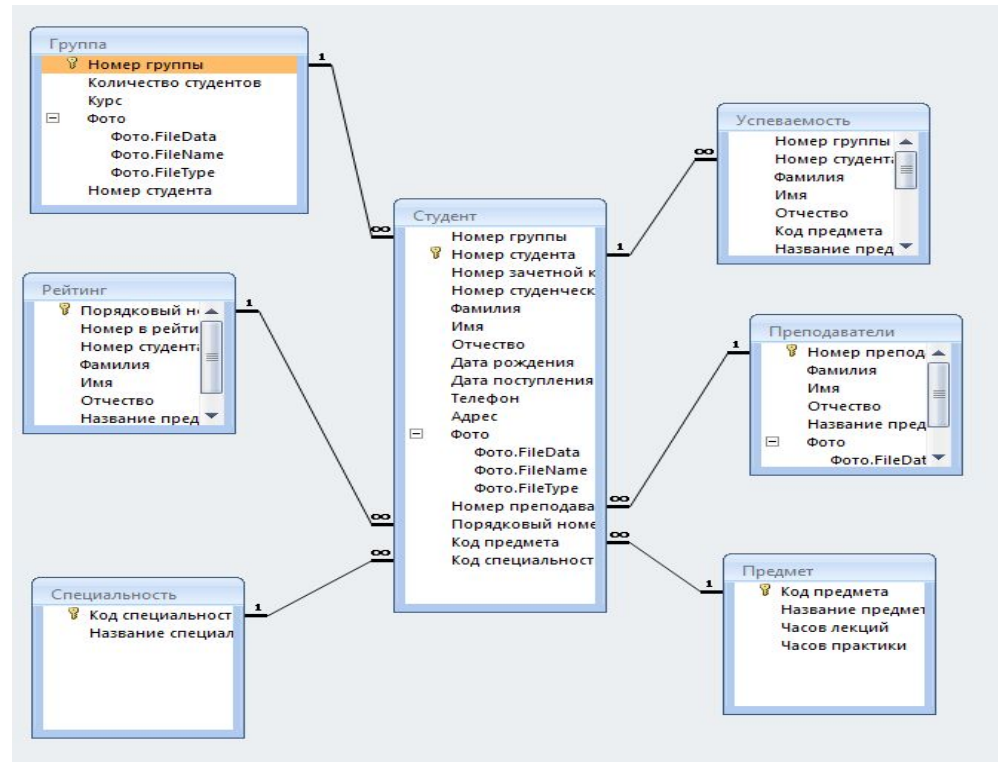 Группа
Номер группы
Количество студентов
Курс
Фото
Фото.FileData
Фото.FileName
Фото.FileType
Номер студента
1
∞
Рейтинг
Порядковый н
Номер в рейти
Номер студент
Фамилия
Имя
Отчество
Название пред
1
∞
Специальность
Код специальност
Название специал
1
∞
Студент
Номер группы
Номер студента
Номер зачетной к
Номер студенческ
Фамилия
Имя
Отчество
Дата рождения
Дата поступления
Телефон
Адрес
Фото
Фото.FileData
Фото.FileName
Фото.FileType
Номер преподава
Порядковый номе
Код предмета
Код специальност
Успеваемость
Номер группы
Номер студент
Фамилия
Имя
Отчество
Код предмета
Название пред
∞
1
Преподаватели
Номер препод
Фамилия
Имя
Отчество
Название пред
Фото
Фото.FileDat
1
∞
Предмет
Код предмета
Название предмет
Часов лекций
Часов практики
1
∞